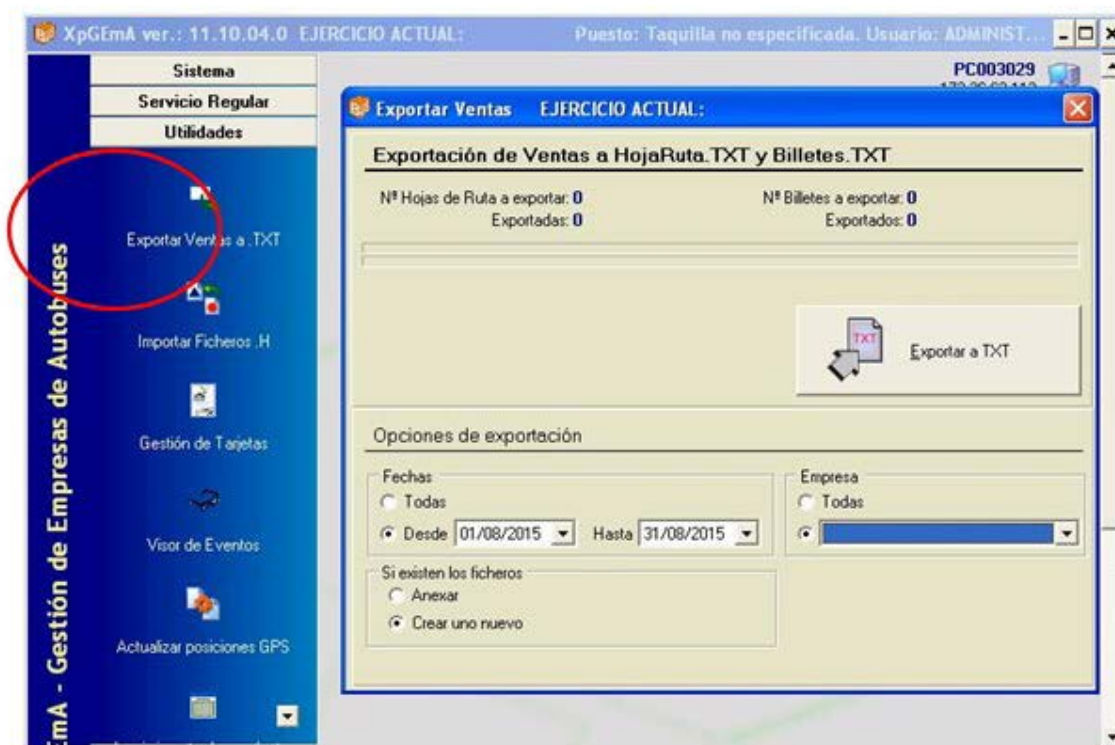 XpGEmA ver.: 11.10.04.0 EJERCICIO ACTUAL: Puesto: Taquilla no especificada. Usuario: ADMINIST...
Sistema
Servicio Regular
Utilidades
Exportar Ventas a .TXT
Importar Ficheros .H
Gestión de Tarjetas
Visor de Eventos
Actualizar posiciones GPS
EmA - Gestión de Empresas de Autobuses
PC003029
Exportar Ventas EJERCICIO ACTUAL:
Exportación de Ventas a HojaRuta.TXT y Billetes.TXT
Nº Hojas de Ruta a exportar: 0 Nº Billetes a exportar: 0
Exportadas: 0 Exportados: 0
TXT
Exportar a TXT
Opciones de exportación
Fechas
Todas
Desde 01/08/2015 Hasta 31/08/2015
Empresa
Todas
Si existen los ficheros
Anexar
Crear uno nuevo